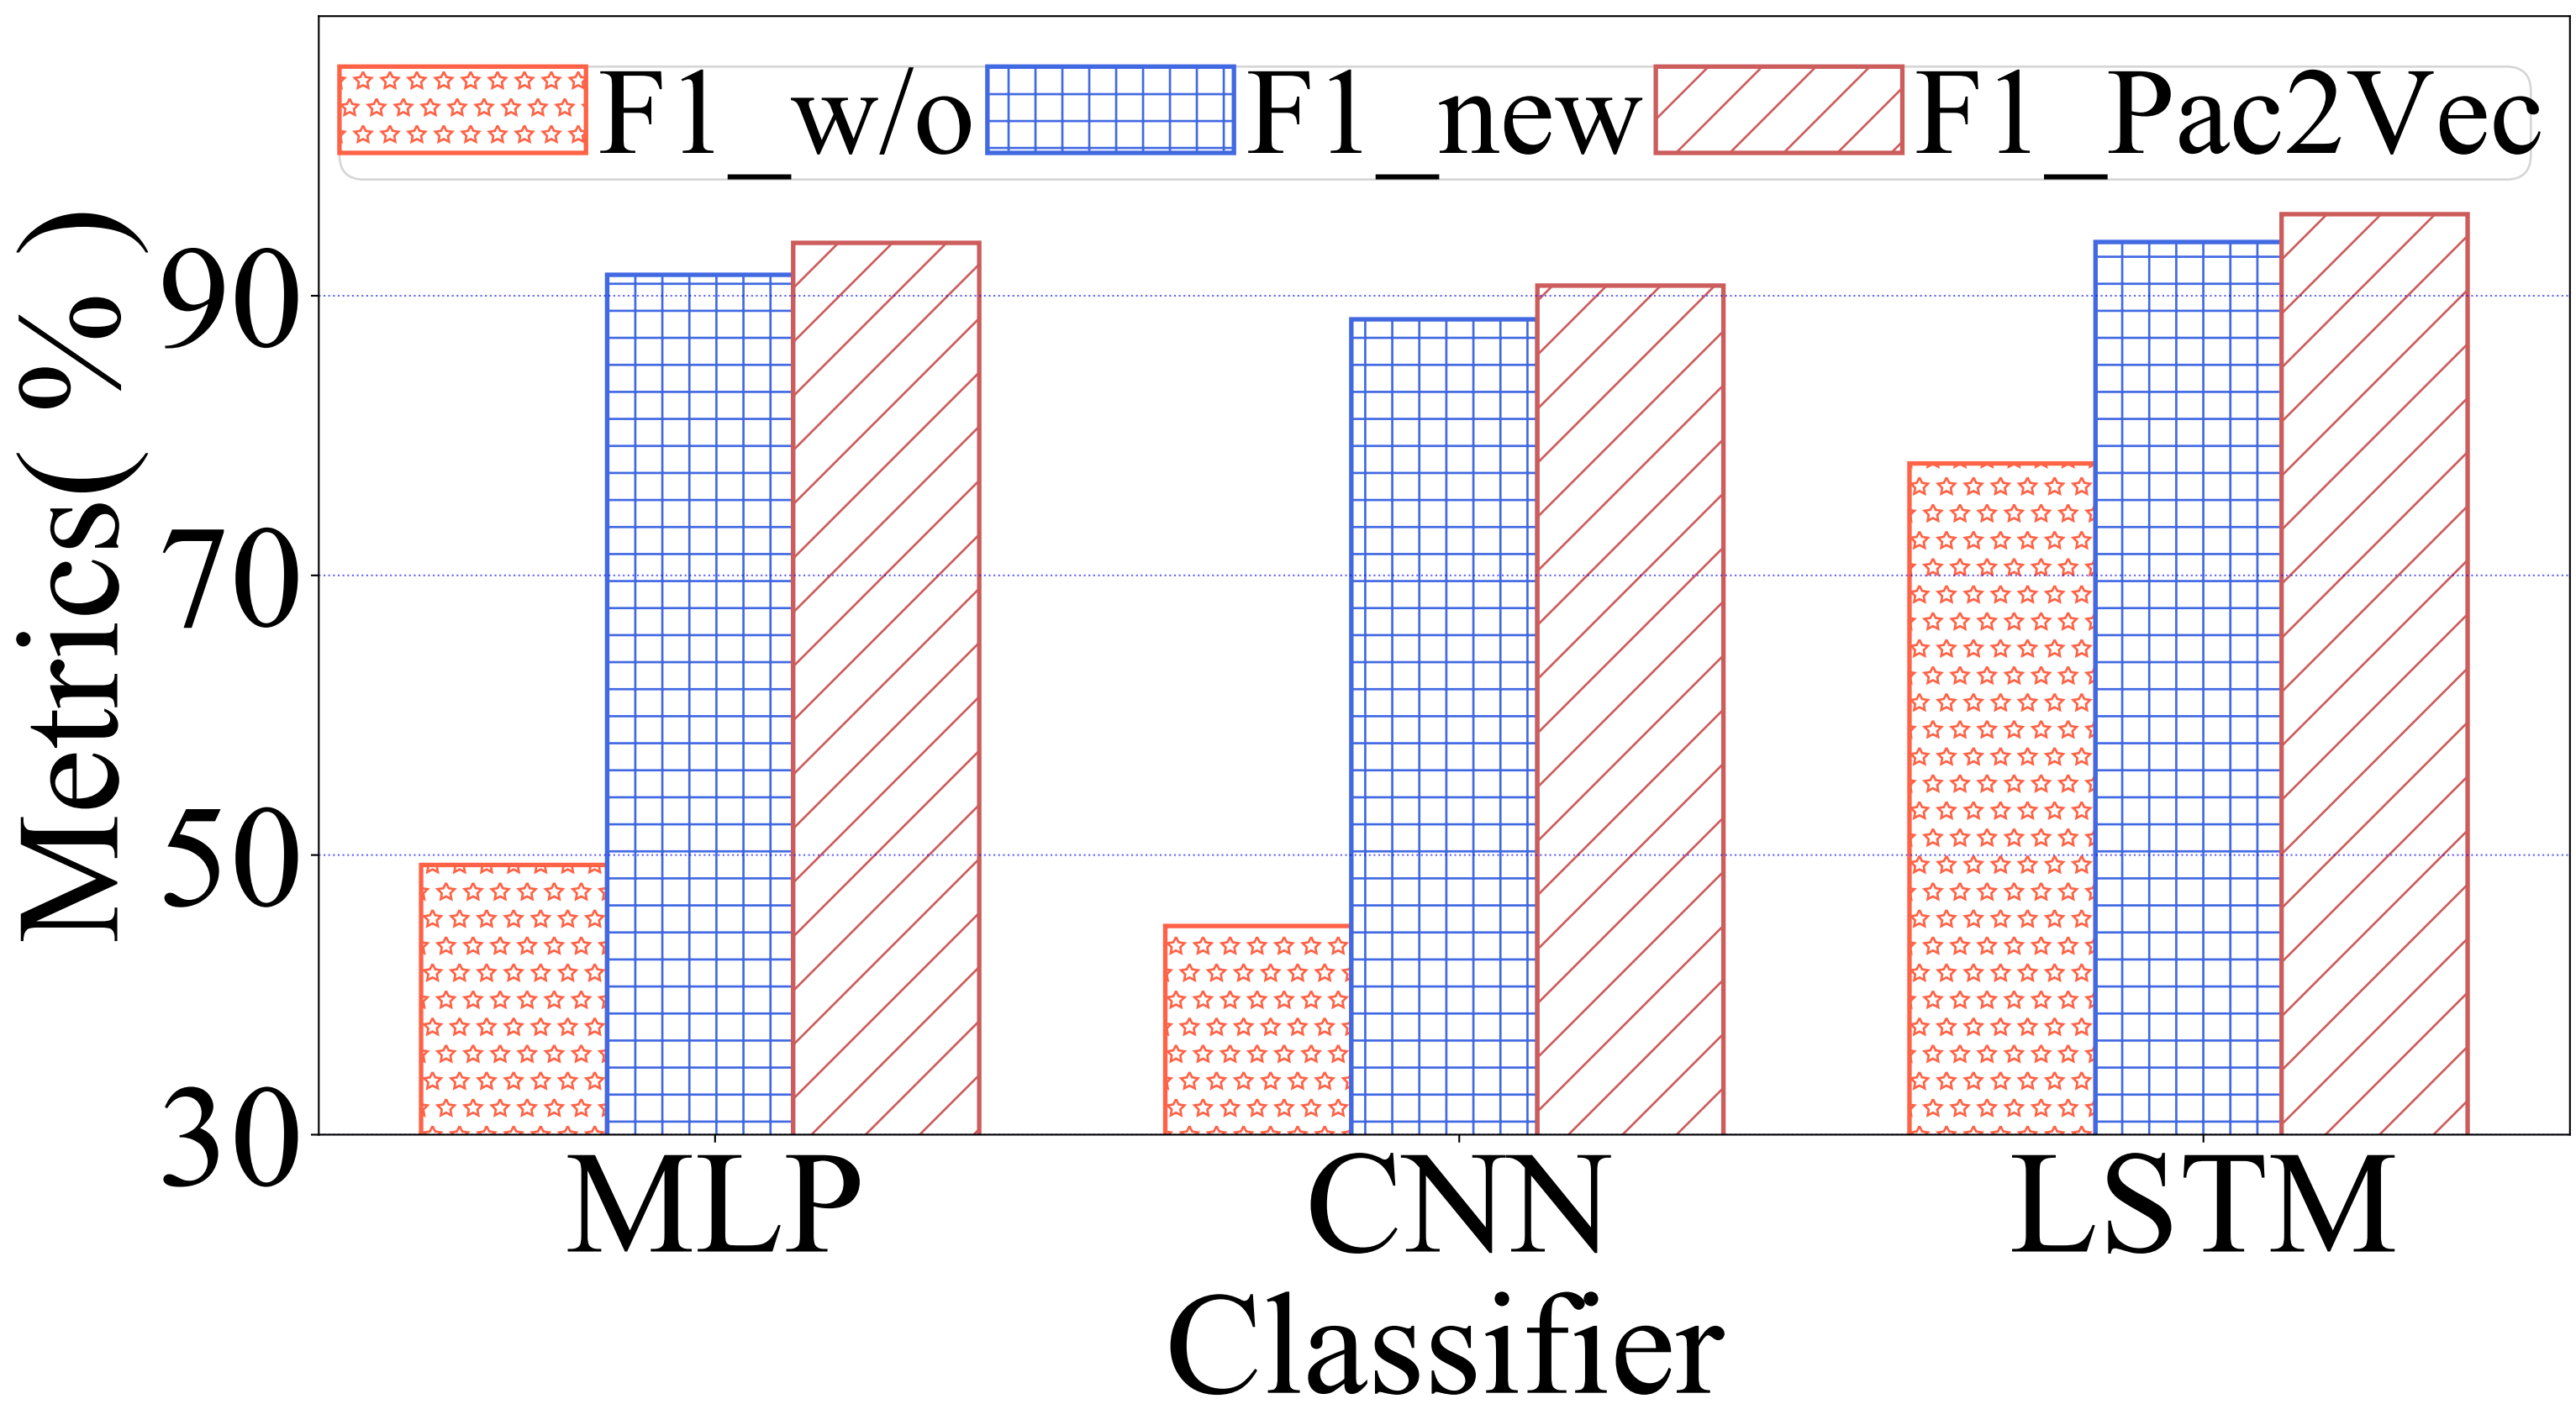 F1_w/o F1_new F1_Pac2Vec
Metrics( % )
90
70
50
30
MLP CNN LSTM
Classifier